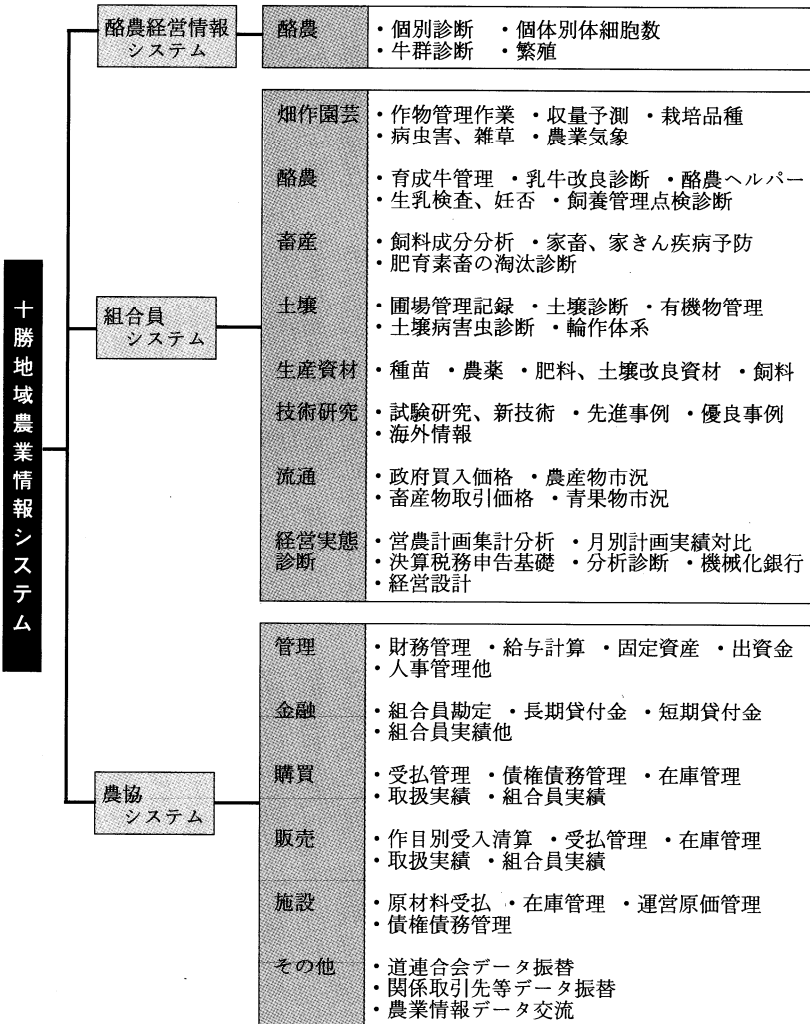 十勝地域農業情報システム
酪農経営情報
システム
酪農
・個別診断 ・個体別体細胞数
・牛群診断 ・繁殖
組合員
システム
畑作園芸
・作物管理作業 ・収量予測 ・栽培品種
・病虫害、雑草 ・農業気象
酪農
・育成牛管理 ・乳牛改良診断 ・酪農ヘルパー
・生乳検査、妊否 ・飼養管理点検診断
畜産
・飼料成分分析 ・家畜、家きん疾病予防
・肥育素畜の淘汰診断
土壌
・圃場管理記録 ・土壌診断 ・有機物管理
・土壌病害虫診断 ・輪作体系
生産資材
・種苗 ・農薬 ・肥料、土壌改良資材 ・飼料
技術研究
・試験研究、新技術 ・先進事例 ・優良事例
・海外情報
流通
・政府買入価格 ・農産物市況
・畜産物取引価格 ・青果物市況
経営実態
診断
・営農計画集計分析 ・月別計画実績対比
・決算税務申告基礎 ・分析診断 ・機械化銀行
・経営設計
農協
システム
管理
・財務管理 ・給与計算 ・固定資産 ・出資金
・人事管理他
金融
・組合員勘定 ・長期貸付金 ・短期貸付金
・組合員実績他
購買
・受払管理 ・債権債務管理 ・在庫管理
・取扱実績 ・組合員実績
販売
・作目別受入清算 ・受払管理 ・在庫管理
・取扱実績 ・組合員実績
施設
・原材料受払 ・在庫管理 ・運営原価管理
・債権債務管理
その他
・道連合会データ振替
・関係取引先等データ振替
・農業情報データ交流